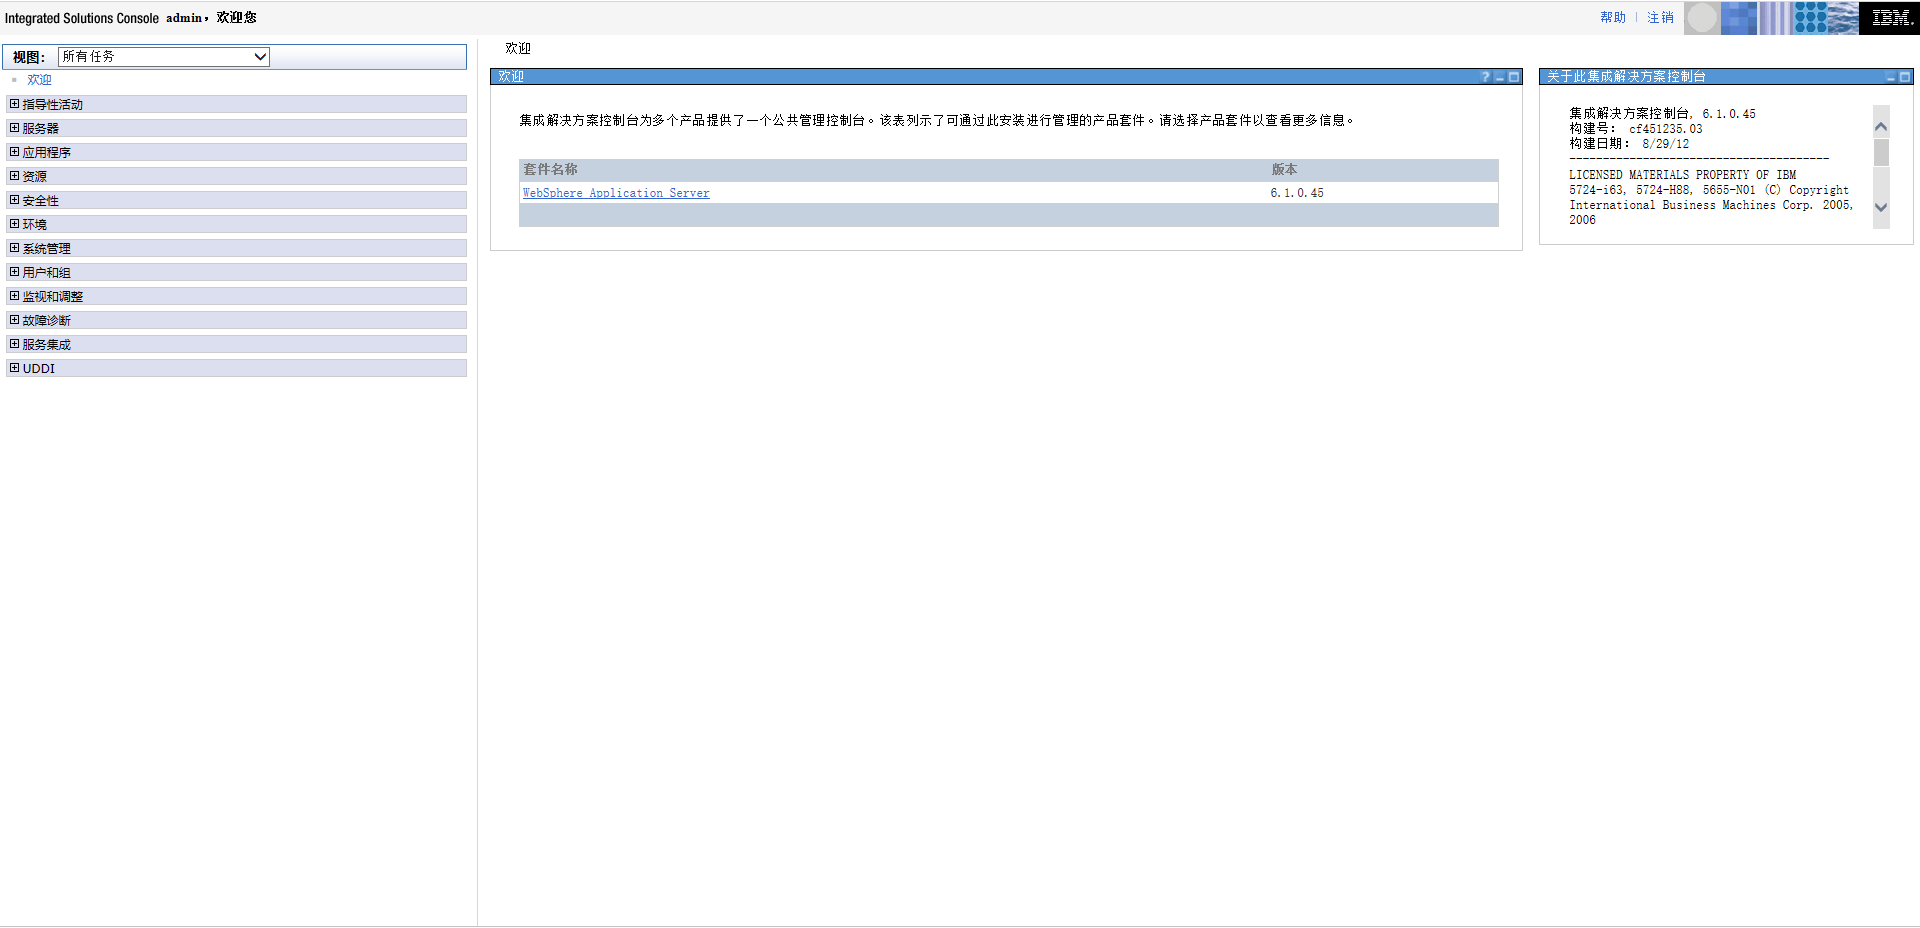 Integrated Solutions Console admin，欢迎您
帮助 注销
IBM.
视图： 所有任务
欢迎
指导性活动
服务器
应用程序
资源
安全性
环境
系统管理
用户和组
监视和调整
故障诊断
服务集成
UDDI
欢迎
欢迎
集成解决方案控制台为多个产品提供了一个公共管理控制台。该表列示了可通过此安装进行管理的产品套件。请选择产品套件以查看更多信息。
套件名称 版本
WebSphere Application Server 6.1.0.45
关于此集成解决方案控制台
集成解决方案控制台, 6.1.0.45
构建号： cf451235.03
构建日期： 8/29/12
---------------------------------------
LICENSED MATERIALS PROPERTY OF IBM
5724-i63, 5724-H88, 5655-N01 (C) Copyright
International Business Machines Corp. 2005,
2006